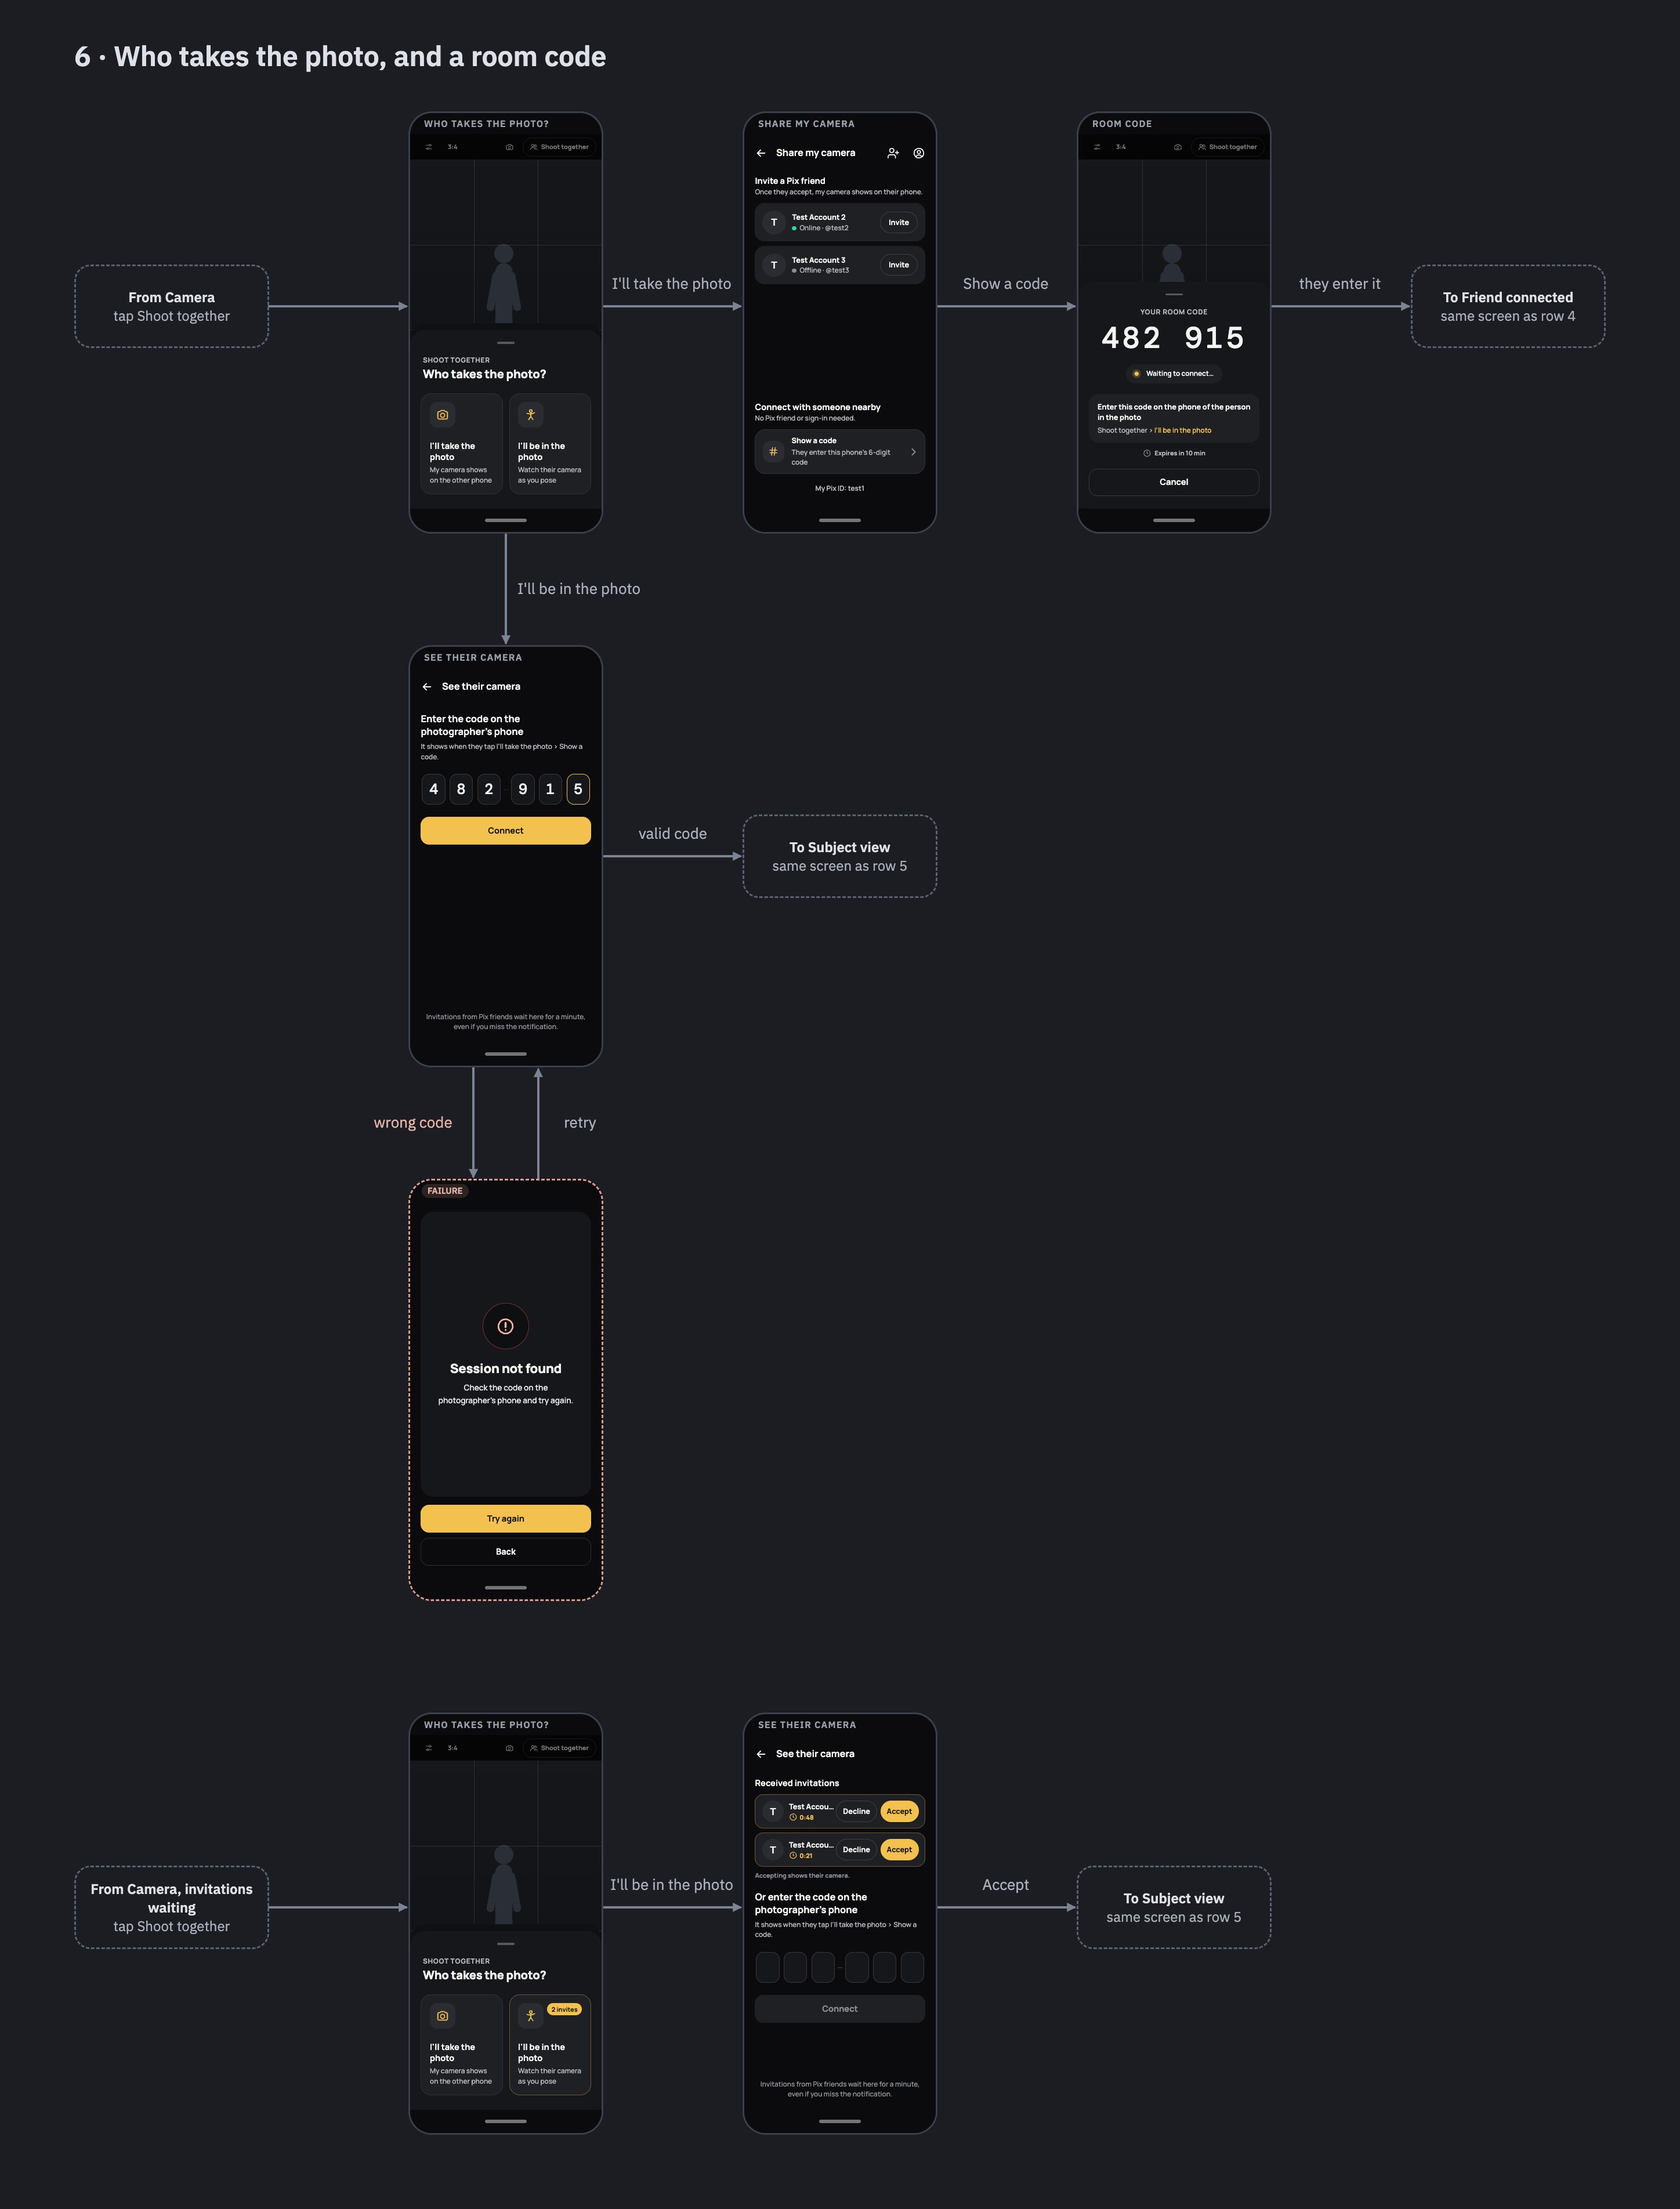 6 · Who takes the photo, and a room code
WHO TAKES THE PHOTO?
3:4
Shoot together
SHOOT TOGETHER
Who takes the photo?
I'll take the
photo
My camera shows
on the other phone
I'll be in the
photo
Watch their camera
as you pose
From Camera
tap Shoot together
I'll take the photo
SHARE MY CAMERA
Share my camera
Invite a Pix friend
Once they accept, my camera shows on their phone.
T
Test Account 2
Online · @test2
Invite
T
Test Account 3
Offline · @test3
Invite
Connect with someone nearby
No Pix friend or sign-in needed.
#
Show a code
They enter this phone's 6-digit
code
My Pix ID: test1
Show a code
ROOM CODE
3:4
Shoot together
YOUR ROOM CODE
482 915
Waiting to connect...
Enter this code on the phone of the person
in the photo
Shoot together > I'll be in the photo
Expires in 10 min
Cancel
they enter it
To Friend connected
same screen as row 4
I'll be in the photo
SEE THEIR CAMERA
See their camera
Enter the code on the
photographer's phone
It shows when they tap I'll take the photo > Show a
code.
4 8 2 - 9 1 5
Connect
Invitations from Pix friends wait here for a minute,
even if you miss the notification.
valid code
To Subject view
same screen as row 5
wrong code
retry
FAILURE
Session not found
Check the code on the
photographer's phone and try again.
Try again
Back
WHO TAKES THE PHOTO?
3:4
Shoot together
SHOOT TOGETHER
Who takes the photo?
I'll take the
photo
My camera shows
on the other phone
2 invites
I'll be in the
photo
Watch their camera
as you pose
From Camera, invitations
waiting
tap Shoot together
I'll be in the photo
SEE THEIR CAMERA
See their camera
Received invitations
T
Test Accou...
0:48
Decline
Accept
T
Test Accou...
0:21
Decline
Accept
Accepting shows their camera.
Or enter the code on the
photographer's phone
It shows when they tap I'll take the photo > Show a
code.
-
Connect
Invitations from Pix friends wait here for a minute,
even if you miss the notification.
Accept
To Subject view
same screen as row 5